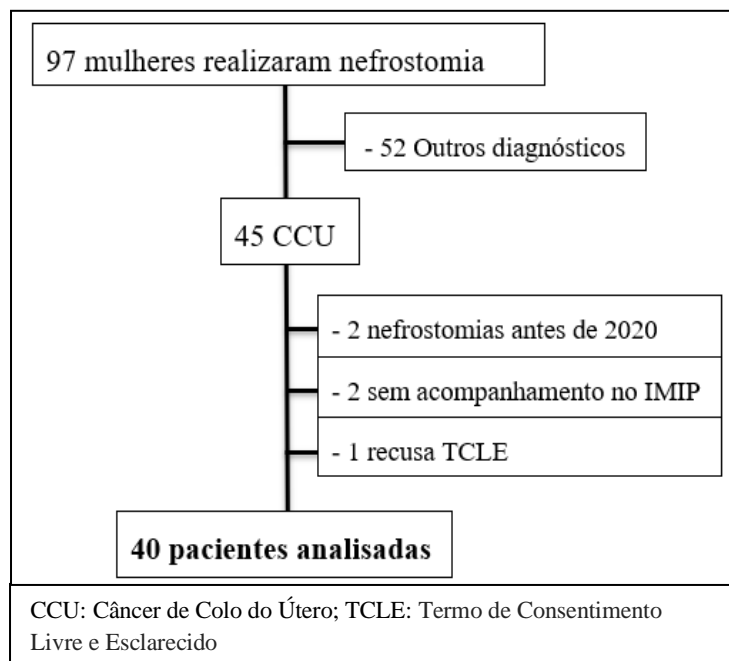 97 mulheres realizaram nefrostomia
- 52 Outros diagnósticos
45 CCU
- 2 nefrostomias antes de 2020
- 2 sem acompanhamento no IMIP
- 1 recusa TCLE
40 pacientes analisadas
CCU: Câncer de Colo do Útero; TCLE: Termo de Consentimento
Livre e Esclarecido